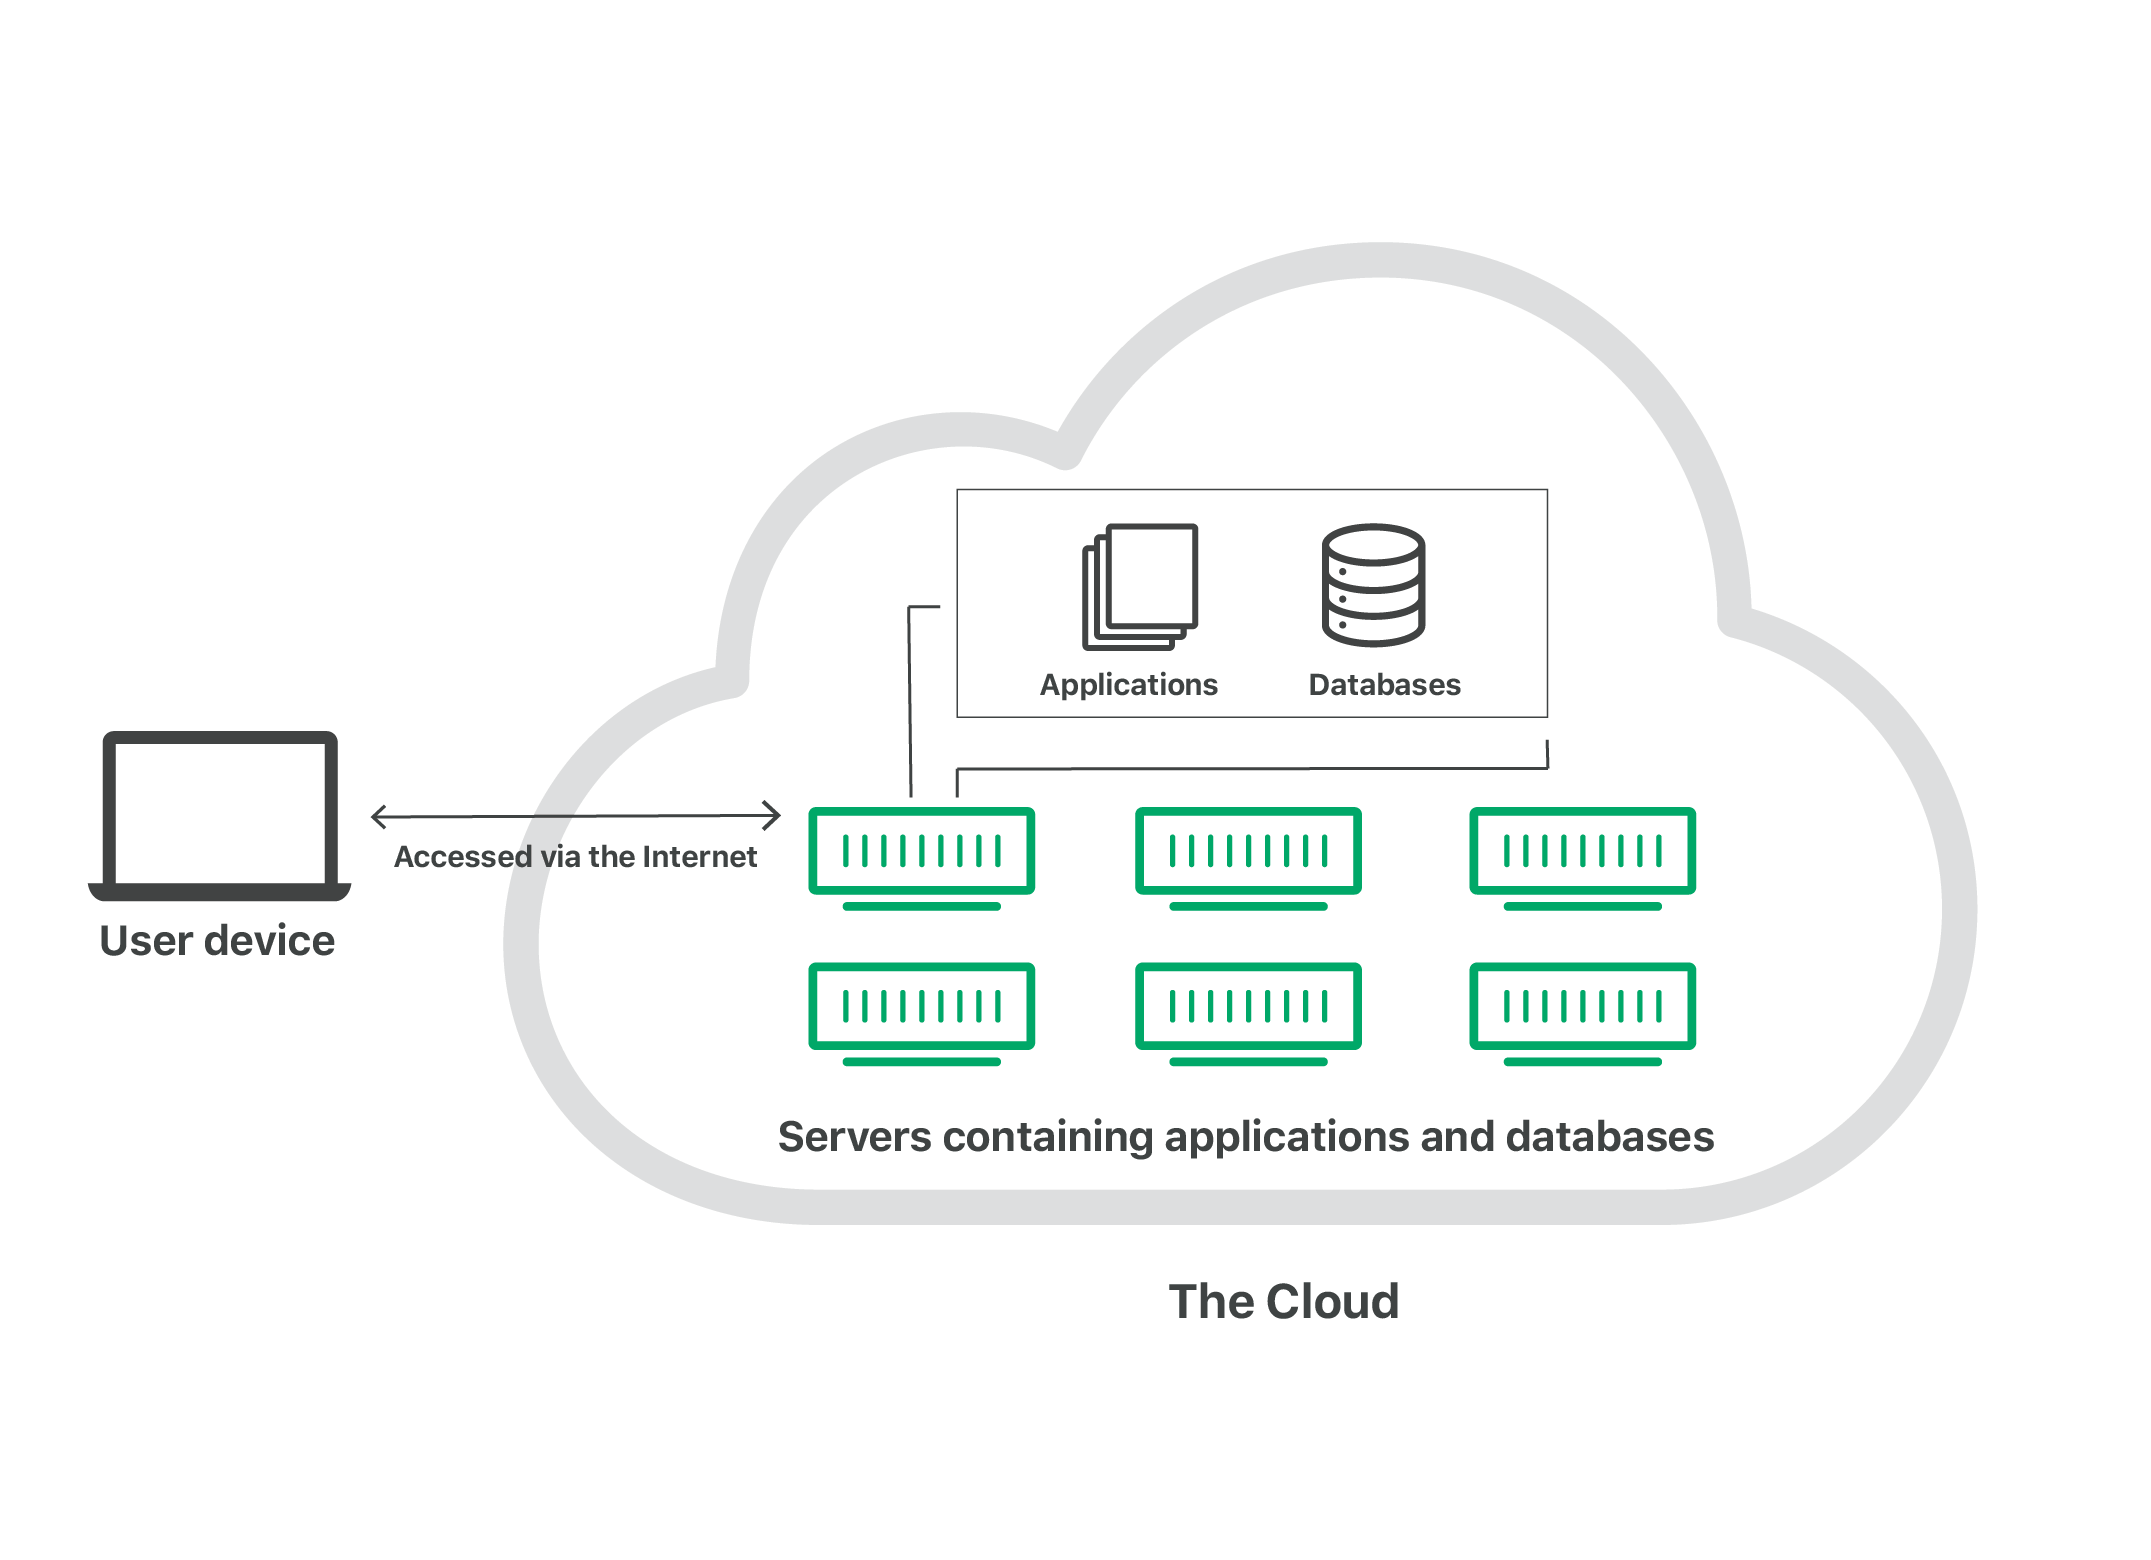 Applications
Databases
Accessed via the Internet
User device
Servers containing applications and databases
The Cloud